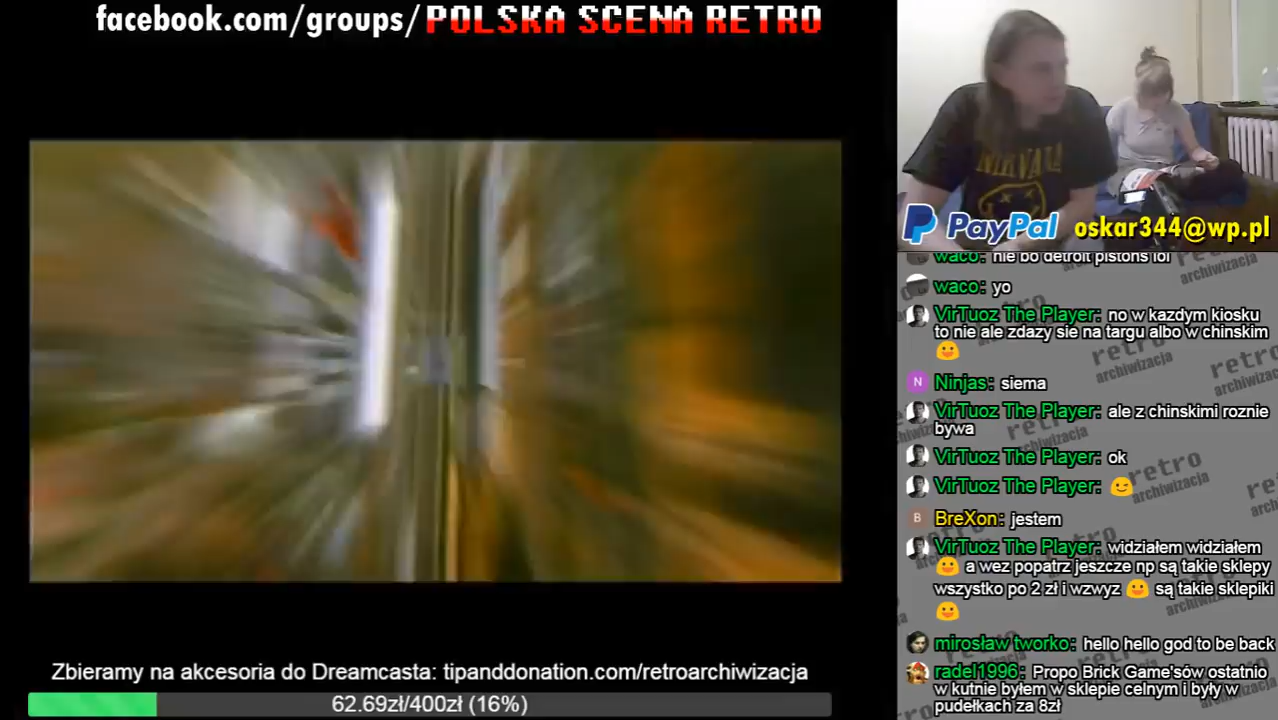 facebook.com/groups/POLSKA SCENA RETRO
NIRVANA
PayPal oskar344@wp.pl
waco: nie bo detroit pistons lol
waco: yo
VirTuoz The Player: no w kazdym kiosku
to nie ale zdazy sie na targu albo w chinskim
😛
N Ninjas: siema
VirTuoz The Player: ale z chinskimi roznie
bywa
VirTuoz The Player: ok
VirTuoz The Player: 😉
B BreXon: jestem
VirTuoz The Player: widziałem widziałem
😛 a wez popatrz jeszcze np są takie sklepy
wszystko po 2 zł i wzwyz 😛 są takie sklepiki
😛
mirosław tworko: hello hello god to be back
radel1996: Propo Brick Game'sów ostatnio
w kutnie byłem w sklepie celnym i były w
pudełkach za 8zł
retro
archiwizacja
Zbieramy na akcesoria do Dreamcasta: tipanddonation.com/retroarchiwizacja
62.69zł/400zł (16%)